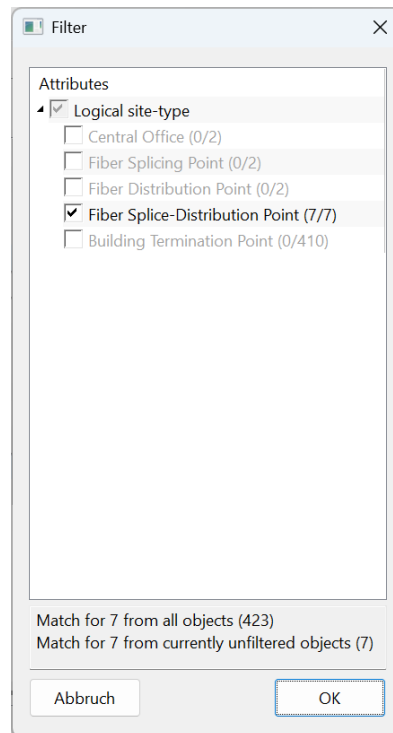 Filter
Attributes
Logical site-type
Central Office (0/2)
Fiber Splicing Point (0/2)
Fiber Distribution Point (0/2)
Fiber Splice-Distribution Point (7/7)
Building Termination Point (0/410)
Match for 7 from all objects (423)
Match for 7 from currently unfiltered objects (7)
Abbruch
OK